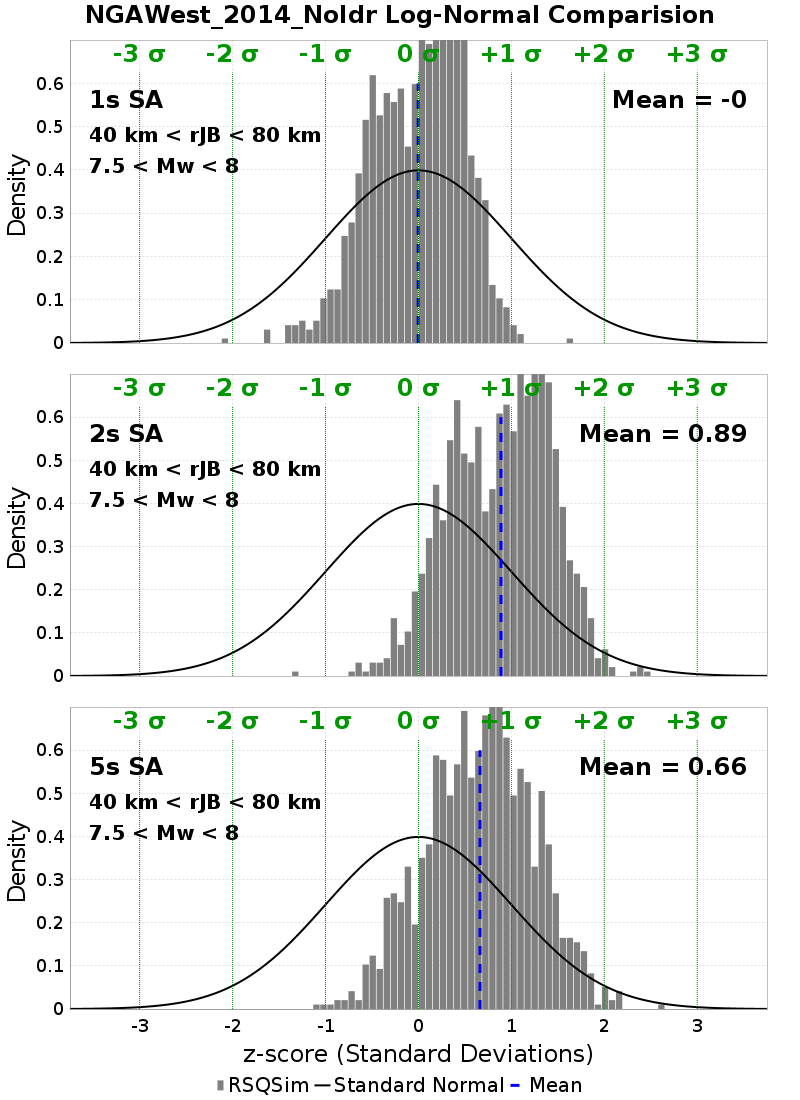 NGAWest_2014_NoIdr Log-Normal Comparision
-3 σ -2 σ -1 σ 0 σ +1 σ +2 σ +3 σ
1s SA
Mean = -0
40 km < rJB < 80 km
7.5 < Mw < 8
Density
0.6
0.5
0.4
0.3
0.2
0.1
0
-3 σ -2 σ -1 σ 0 σ +1 σ +2 σ +3 σ
2s SA
Mean = 0.89
40 km < rJB < 80 km
7.5 < Mw < 8
Density
0.6
0.5
0.4
0.3
0.2
0.1
0
-3 σ -2 σ -1 σ 0 σ +1 σ +2 σ +3 σ
5s SA
Mean = 0.66
40 km < rJB < 80 km
7.5 < Mw < 8
Density
0.6
0.5
0.4
0.3
0.2
0.1
0
-3 -2 -1 0 1 2 3
z-score (Standard Deviations)
RSQSim Standard Normal Mean